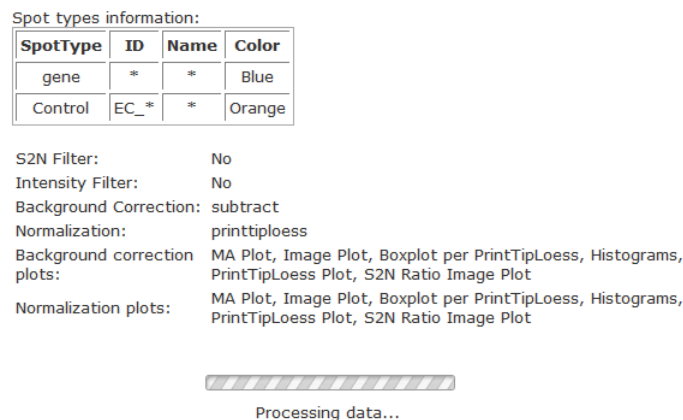 Spot types information:
SpotType ID Name Color
gene * * Blue
Control EC_* * Orange
S2N Filter: No
Intensity Filter: No
Background Correction: subtract
Normalization: printtiploess
Background correction plots: MA Plot, Image Plot, Boxplot per PrintTipLoess, Histograms,
PrintTipLoess Plot, S2N Ratio Image Plot
Normalization plots: MA Plot, Image Plot, Boxplot per PrintTipLoess, Histograms,
PrintTipLoess Plot, S2N Ratio Image Plot
Processing data...